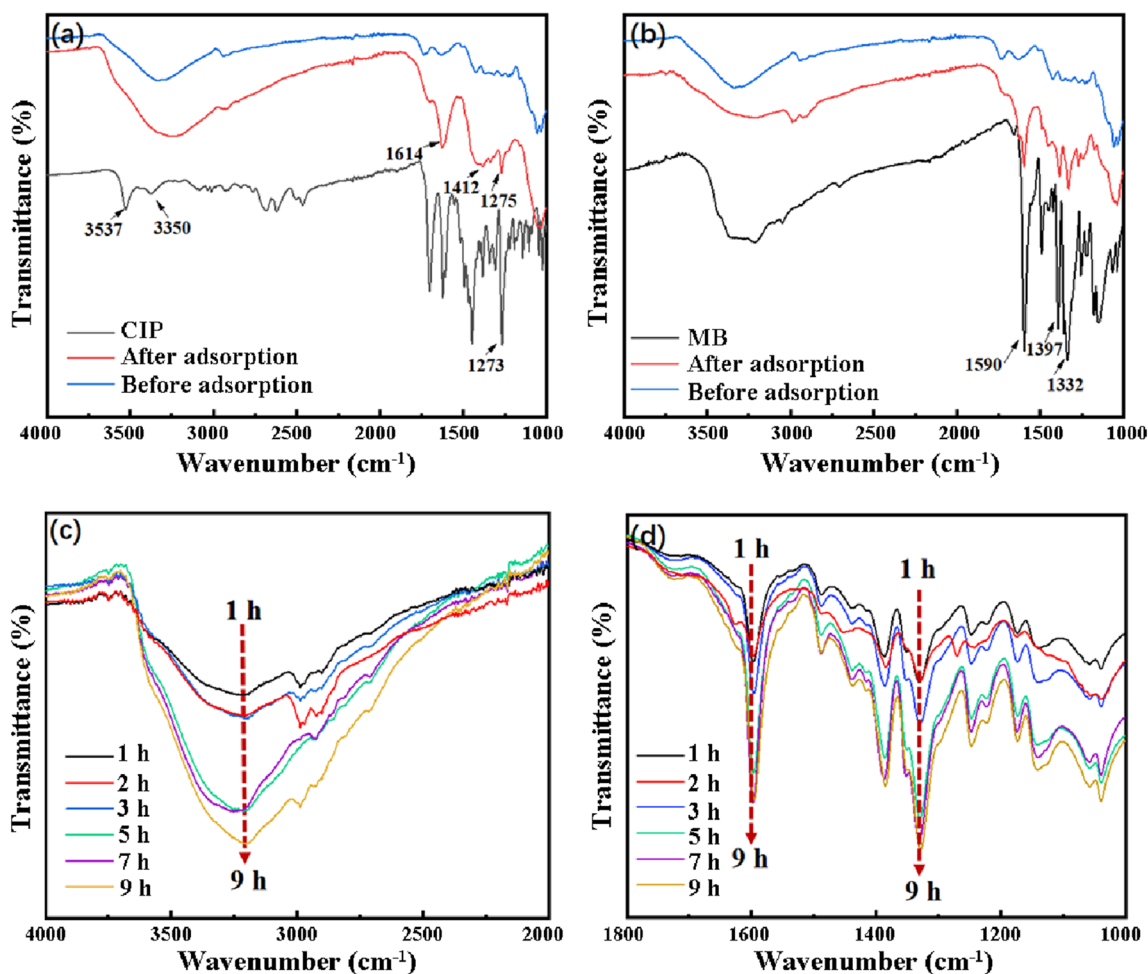 (a)
Transmittance (%)
3537
3350
1614
1412
1275
1273
CIP
After adsorption
Before adsorption
4000 3500 3000 2500 2000 1500 1000
Wavenumber (cm⁻¹)
(b)
Transmittance (%)
1590
1397
1332
MB
After adsorption
Before adsorption
4000 3500 3000 2500 2000 1500 1000
Wavenumber (cm⁻¹)
(c)
Transmittance (%)
1 h
9 h
1 h
2 h
3 h
5 h
7 h
9 h
4000 3500 3000 2500 2000
Wavenumber (cm⁻¹)
(d)
Transmittance (%)
1 h
1 h
9 h
9 h
1 h
2 h
3 h
5 h
7 h
9 h
1800 1600 1400 1200 1000
Wavenumber (cm⁻¹)